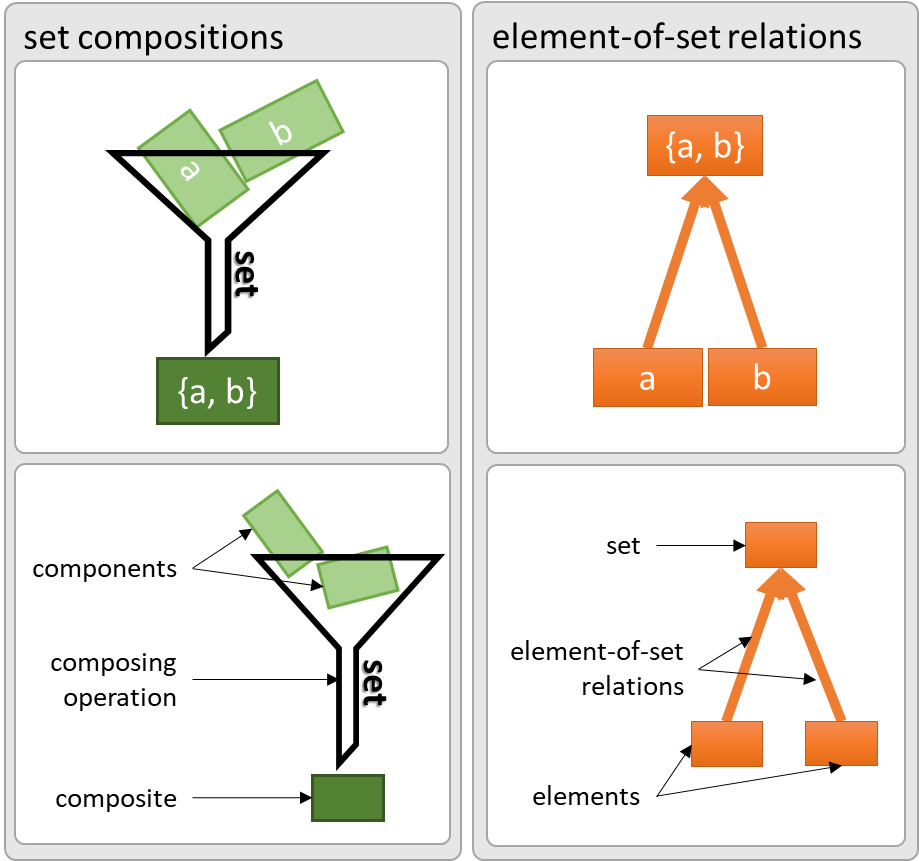 set compositions
a
b
set
{a, b}
components
composing
operation
set
composite
element-of-set relations
{a, b}
a
b
set
element-of-set
relations
elements